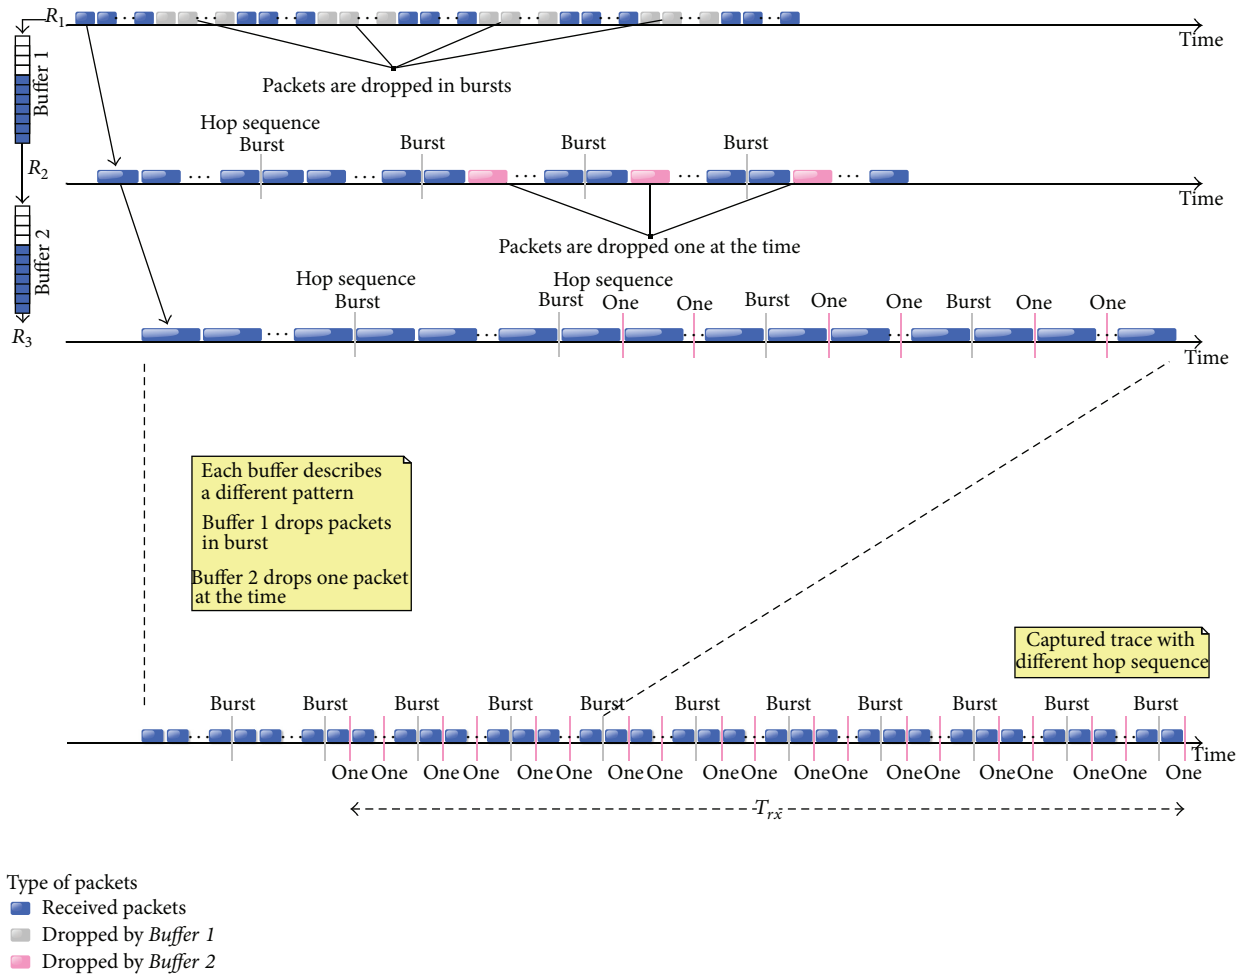 R1
Time
Buffer 1
Packets are dropped in bursts
Hop sequence
Burst
Burst
Burst
Burst
R2
Time
Buffer 2
Packets are dropped one at the time
Hop sequence
Burst
Hop sequence
Burst
One
One
Burst
One
One
Burst
One
One
R3
Time
Each buffer describes
a different pattern
Buffer 1 drops packets
in burst
Buffer 2 drops one packet
at the time
Captured trace with
different hop sequence
Burst Burst Burst Burst Burst Burst Burst Burst Burst Burst Burst
Time
One One One One One One One One One One One One One One One One One One One
Trx
Type of packets
Received packets
Dropped by Buffer 1
Dropped by Buffer 2